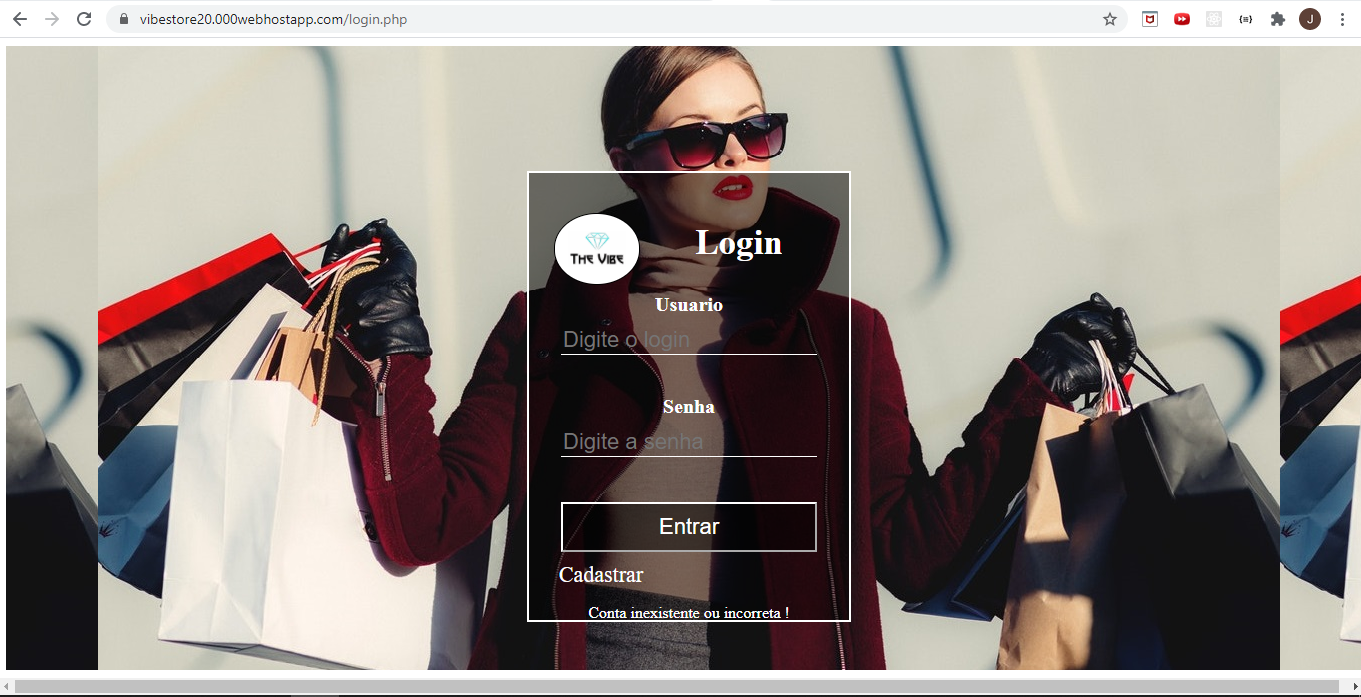 vibestore20.000webhostapp.com/login.php
J
THE VIBE
Login
Usuario
Digite o login
Senha
Digite a senha
Entrar
Cadastrar
Conta inexistente ou incorreta !